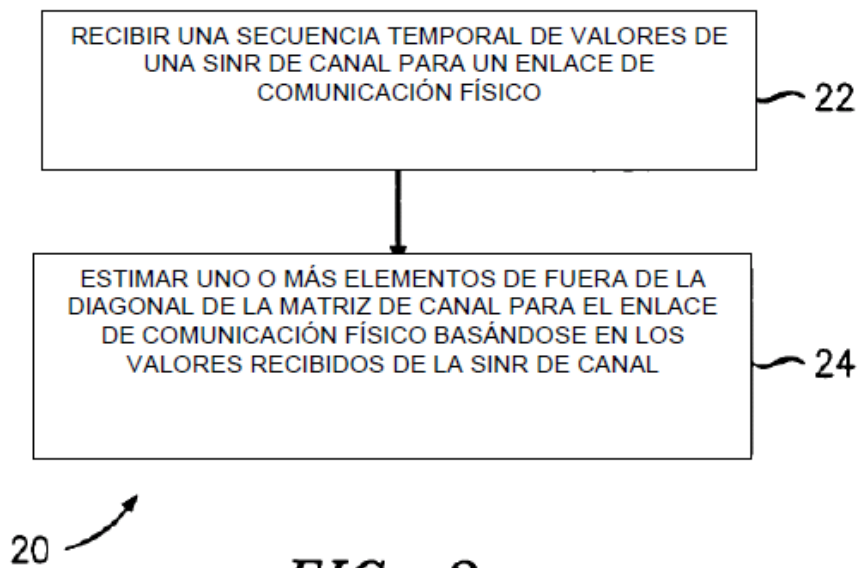 RECIBIR UNA SECUENCIA TEMPORAL DE VALORES DE
UNA SINR DE CANAL PARA UN ENLACE DE
COMUNICACIÓN FÍSICO
22
ESTIMAR UNO O MÁS ELEMENTOS DE FUERA DE LA
DIAGONAL DE LA MATRIZ DE CANAL PARA EL ENLACE
DE COMUNICACIÓN FÍSICO BASÁNDOSE EN LOS
VALORES RECIBIDOS DE LA SINR DE CANAL
24
20